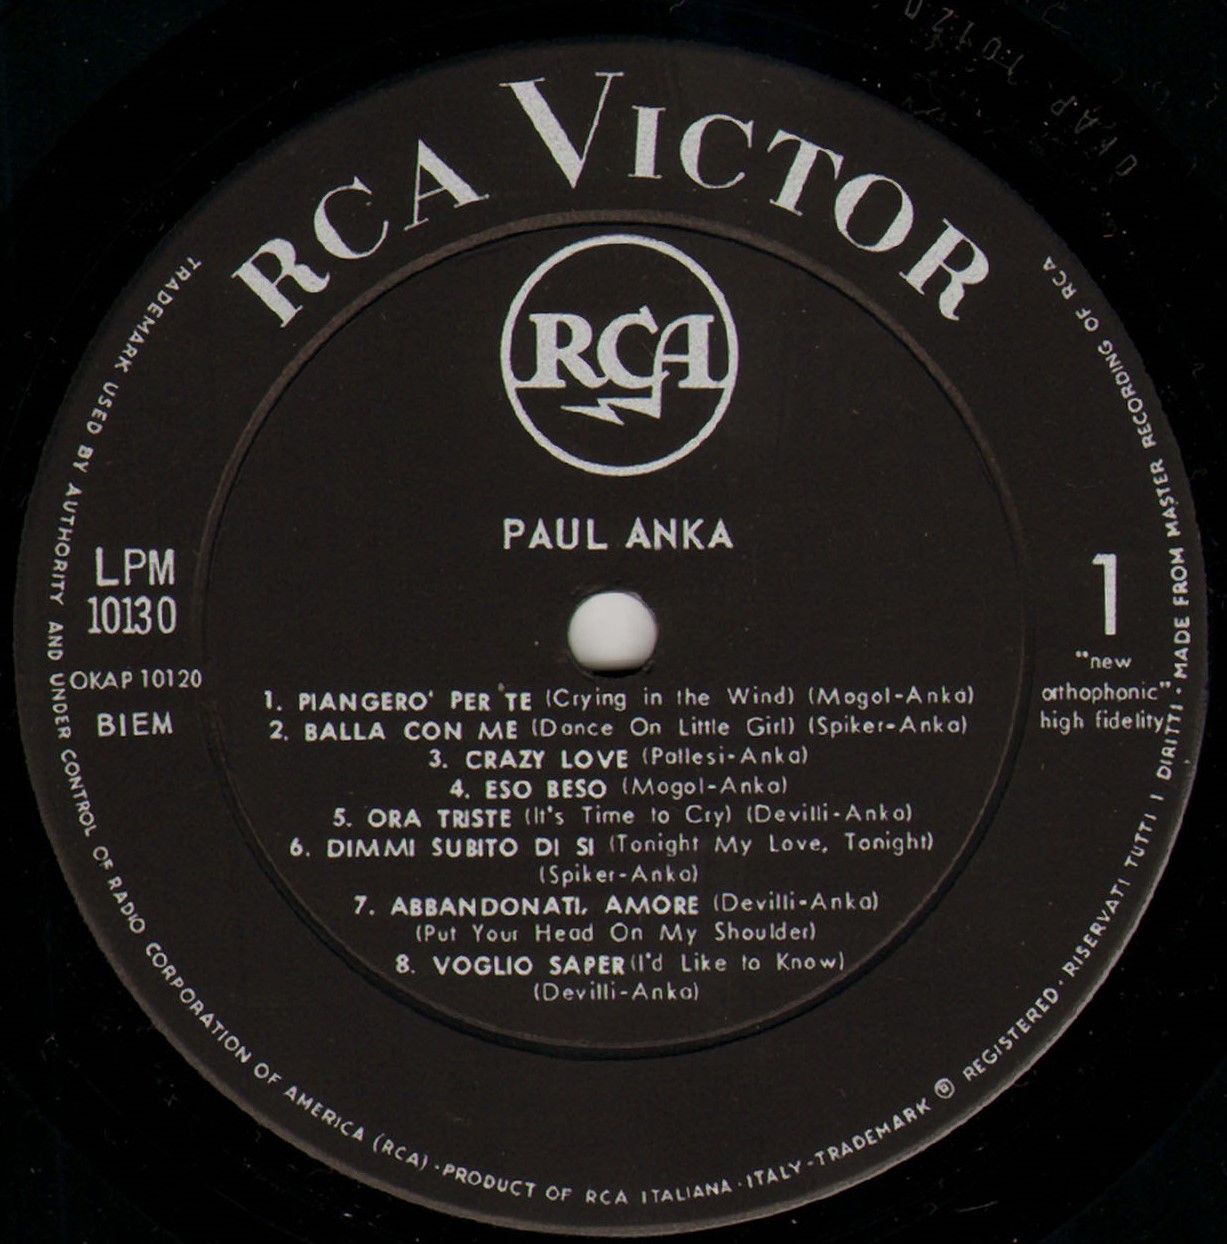 RCA VICTOR
RCA
PAUL ANKA
LPM
10130
OKAP 10120
BIEM
1
"new
orthophonic"
high fidelity
1. PIANGERO' PER TE (Crying in the Wind) (Mogol-Anka)
2. BALLA CON ME (Dance On Little Girl) (Spiker-Anka)
3. CRAZY LOVE (Pallesi-Anka)
4. ESO BESO (Mogol-Anka)
5. ORA TRISTE (It's Time to Cry) (Devilli-Anka)
6. DIMMI SUBITO DI SI (Tonight My Love, Tonight)
(Spiker-Anka)
7. ABBANDONATI, AMORE (Devilli-Anka)
(Put Your Head On My Shoulder)
8. VOGLIO SAPER (I'd Like to Know)
(Devilli-Anka)
TRADEMARK USED BY AUTHORITY AND UNDER CONTROL OF RADIO CORPORATION OF AMERICA (RCA) · PRODUCT OF RCA ITALIANA · ITALY - TRADEMARK ® REGISTERED · RISERVATI TUTTI I DIRITTI · MADE FROM MASTER RECORDING OF RCA